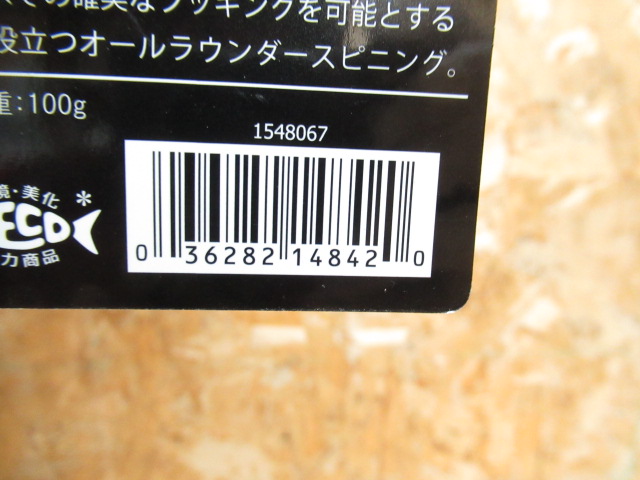 の確実なフッキングを可能とする
役立つオールラウンダースピニング。
重:100g
1548067
0 36282 14842 0
境・美化 *
ECO
力商品